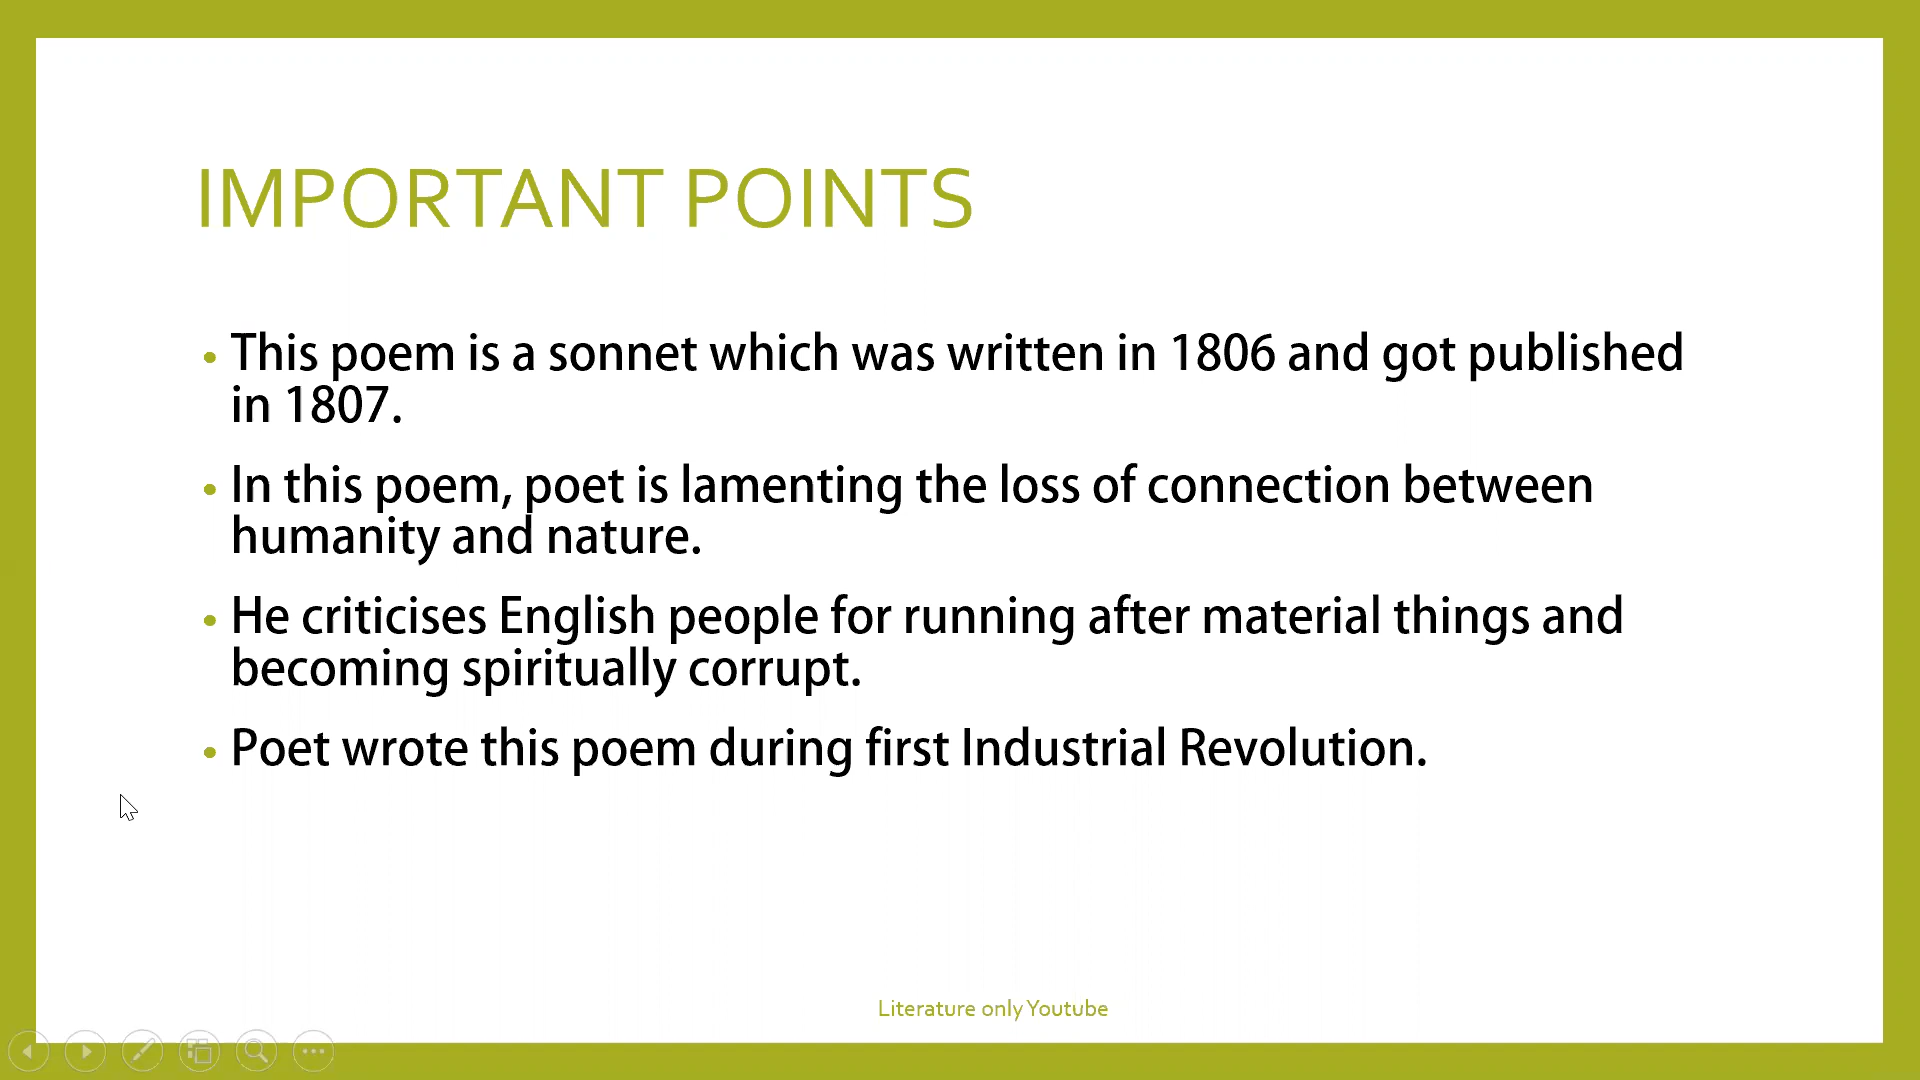 IMPORTANT POINTS
• This poem is a sonnet which was written in 1806 and got published
in 1807.
• In this poem, poet is lamenting the loss of connection between
humanity and nature.
• He criticises English people for running after material things and
becoming spiritually corrupt.
• Poet wrote this poem during first Industrial Revolution.
Literature only Youtube